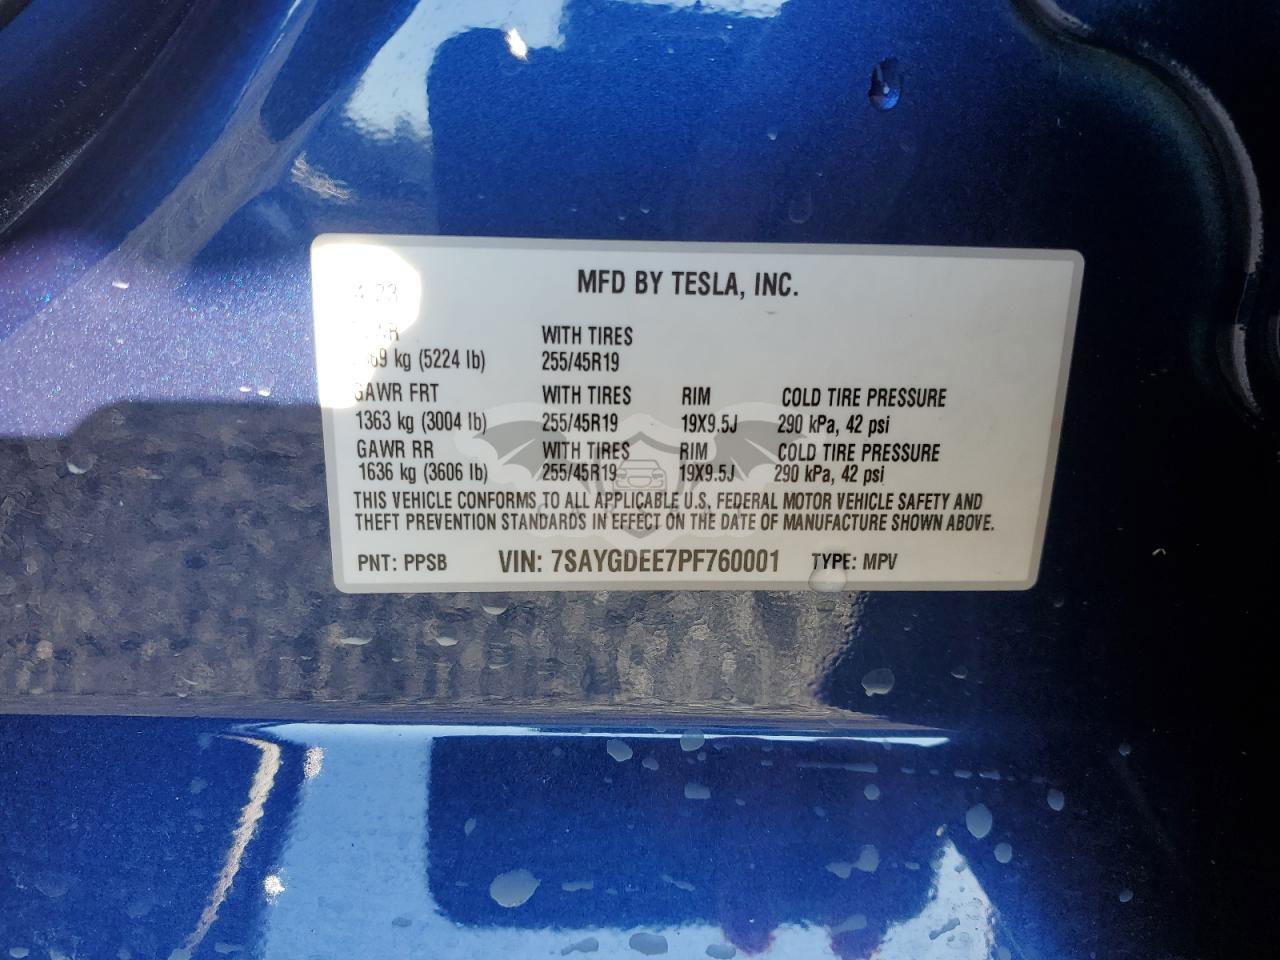 MFD BY TESLA, INC.
23
WITH TIRES
kg (5224 lb) 255/45R19
GAWR FRT WITH TIRES RIM COLD TIRE PRESSURE
1363 kg (3004 lb) 255/45R19 19X9.5J 290 kPa, 42 psi
GAWR RR WITH TIRES RIM COLD TIRE PRESSURE
1636 kg (3606 lb) 255/45R19 19X9.5J 290 kPa, 42 psi
THIS VEHICLE CONFORMS TO ALL APPLICABLE U.S. FEDERAL MOTOR VEHICLE SAFETY AND
THEFT PREVENTION STANDARDS IN EFFECT ON THE DATE OF MANUFACTURE SHOWN ABOVE.
PNT: PPSB VIN: 7SAYGDEE7PF760001 TYPE: MPV